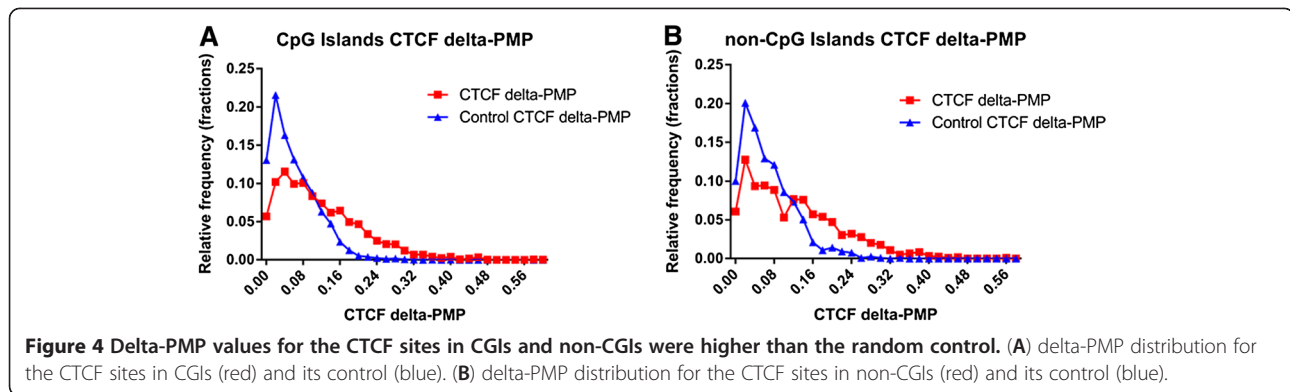 A
CpG Islands CTCF delta-PMP
Relative frequency (fractions)
0.25
0.20
0.15
0.10
0.05
0.00
CTCF delta-PMP
Control CTCF delta-PMP
0.00
0.08
0.16
0.24
0.32
0.40
0.48
0.56
CTCF delta-PMP
B
non-CpG Islands CTCF delta-PMP
Relative frequency (fractions)
0.25
0.20
0.15
0.10
0.05
0.00
CTCF delta-PMP
Control CTCF delta-PMP
0.00
0.08
0.16
0.24
0.32
0.40
0.48
0.56
CTCF delta-PMP
Figure 4 Delta-PMP values for the CTCF sites in CGIs and non-CGIs were higher than the random control. (A) delta-PMP distribution for
the CTCF sites in CGIs (red) and its control (blue). (B) delta-PMP distribution for the CTCF sites in non-CGIs (red) and its control (blue).